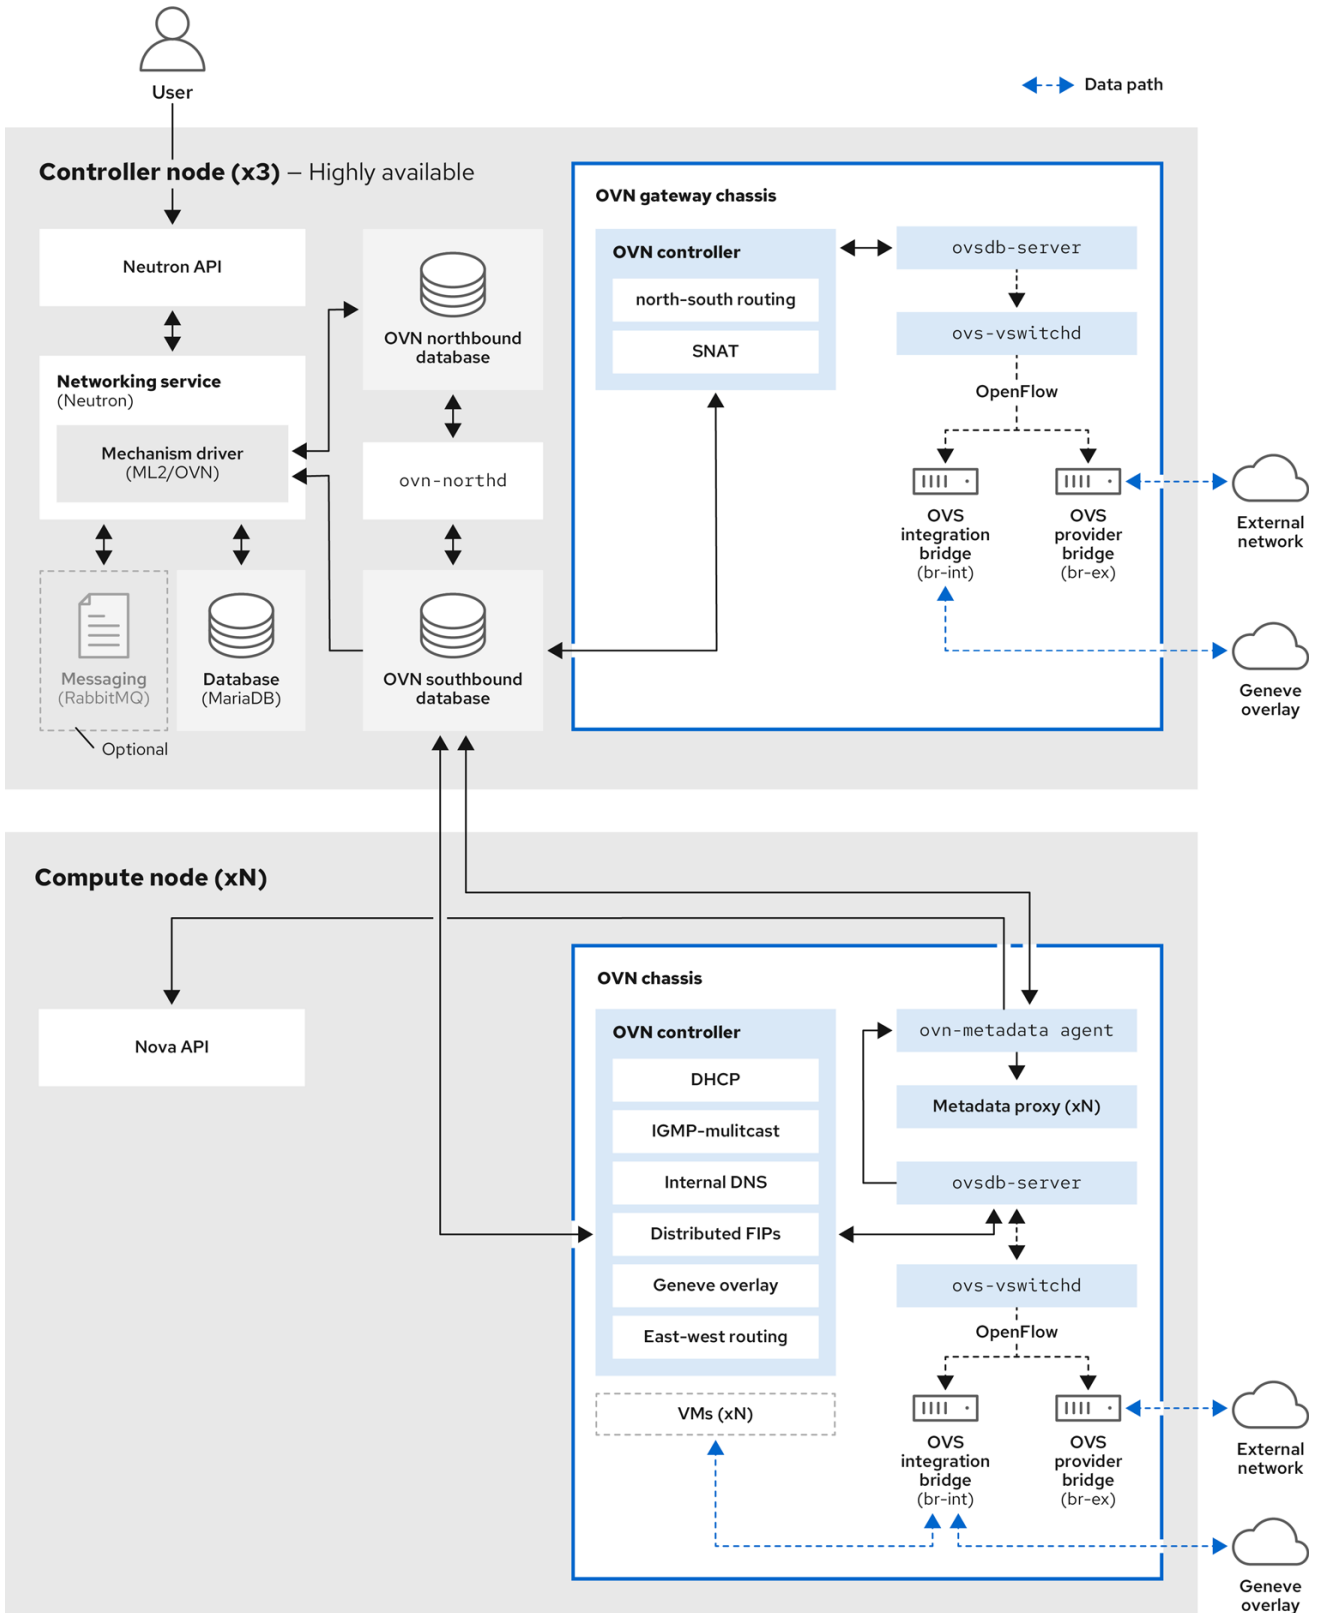 User
Data path
Controller node (x3) – Highly available
Neutron API
Networking service
(Neutron)
Mechanism driver
(ML2/OVN)
Messaging
(RabbitMQ)
Optional
Database
(MariaDB)
OVN northbound
database
ovn-northd
OVN southbound
database
OVN gateway chassis
OVN controller
north-south routing
SNAT
ovsdb-server
ovs-vswitchd
OpenFlow
OVS
integration
bridge
(br-int)
OVS
provider
bridge
(br-ex)
External
network
Geneve
overlay
Compute node (xN)
Nova API
OVN chassis
OVN controller
DHCP
IGMP-mulitcast
Internal DNS
Distributed FIPs
Geneve overlay
East-west routing
VMs (xN)
ovn-metadata agent
Metadata proxy (xN)
ovsdb-server
ovs-vswitchd
OpenFlow
OVS
integration
bridge
(br-int)
OVS
provider
bridge
(br-ex)
External
network
Geneve
overlay